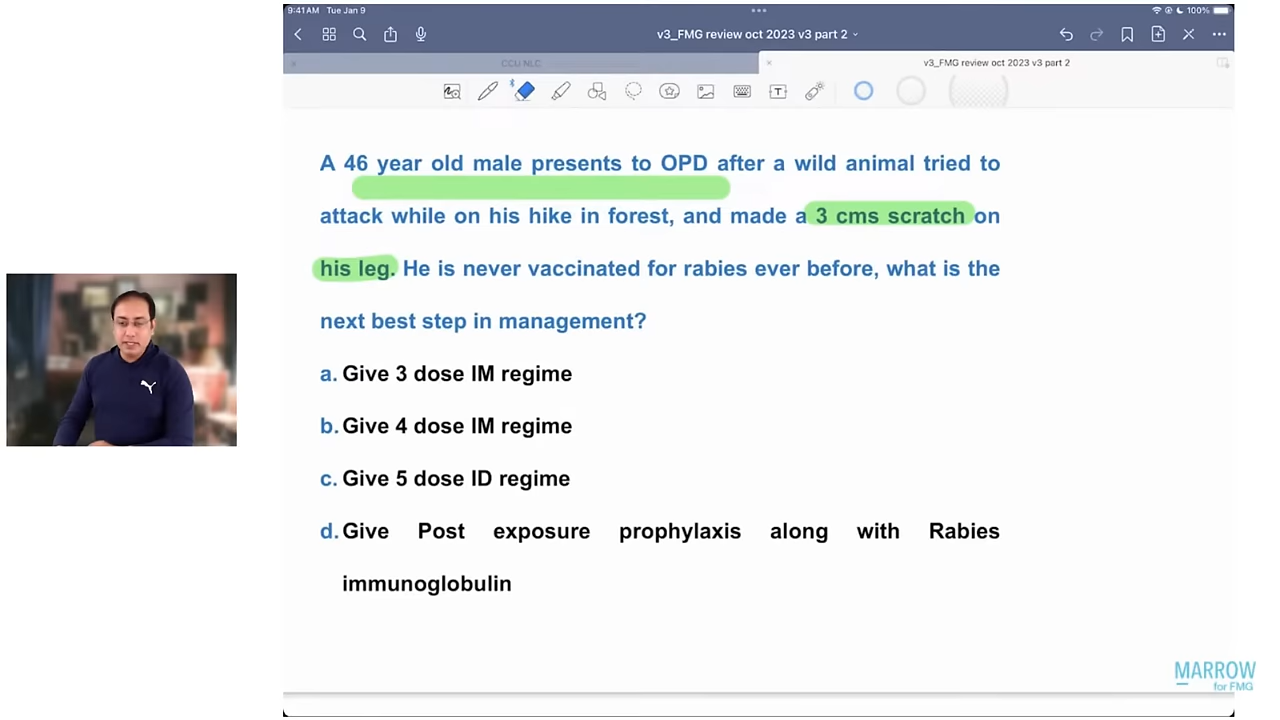 9:41AM Tue Jan 9
100%
v3_FMG review oct 2023 v3 part 2
CCU NLC
v3_FMG review oct 2023 v3 part 2
A 46 year old male presents to OPD after a wild animal tried to
attack while on his hike in forest, and made a 3 cms scratch on
his leg. He is never vaccinated for rabies ever before, what is the
next best step in management?
a. Give 3 dose IM regime
b. Give 4 dose IM regime
c. Give 5 dose ID regime
d. Give Post exposure prophylaxis along with Rabies
immunoglobulin
MARROW
for FMG